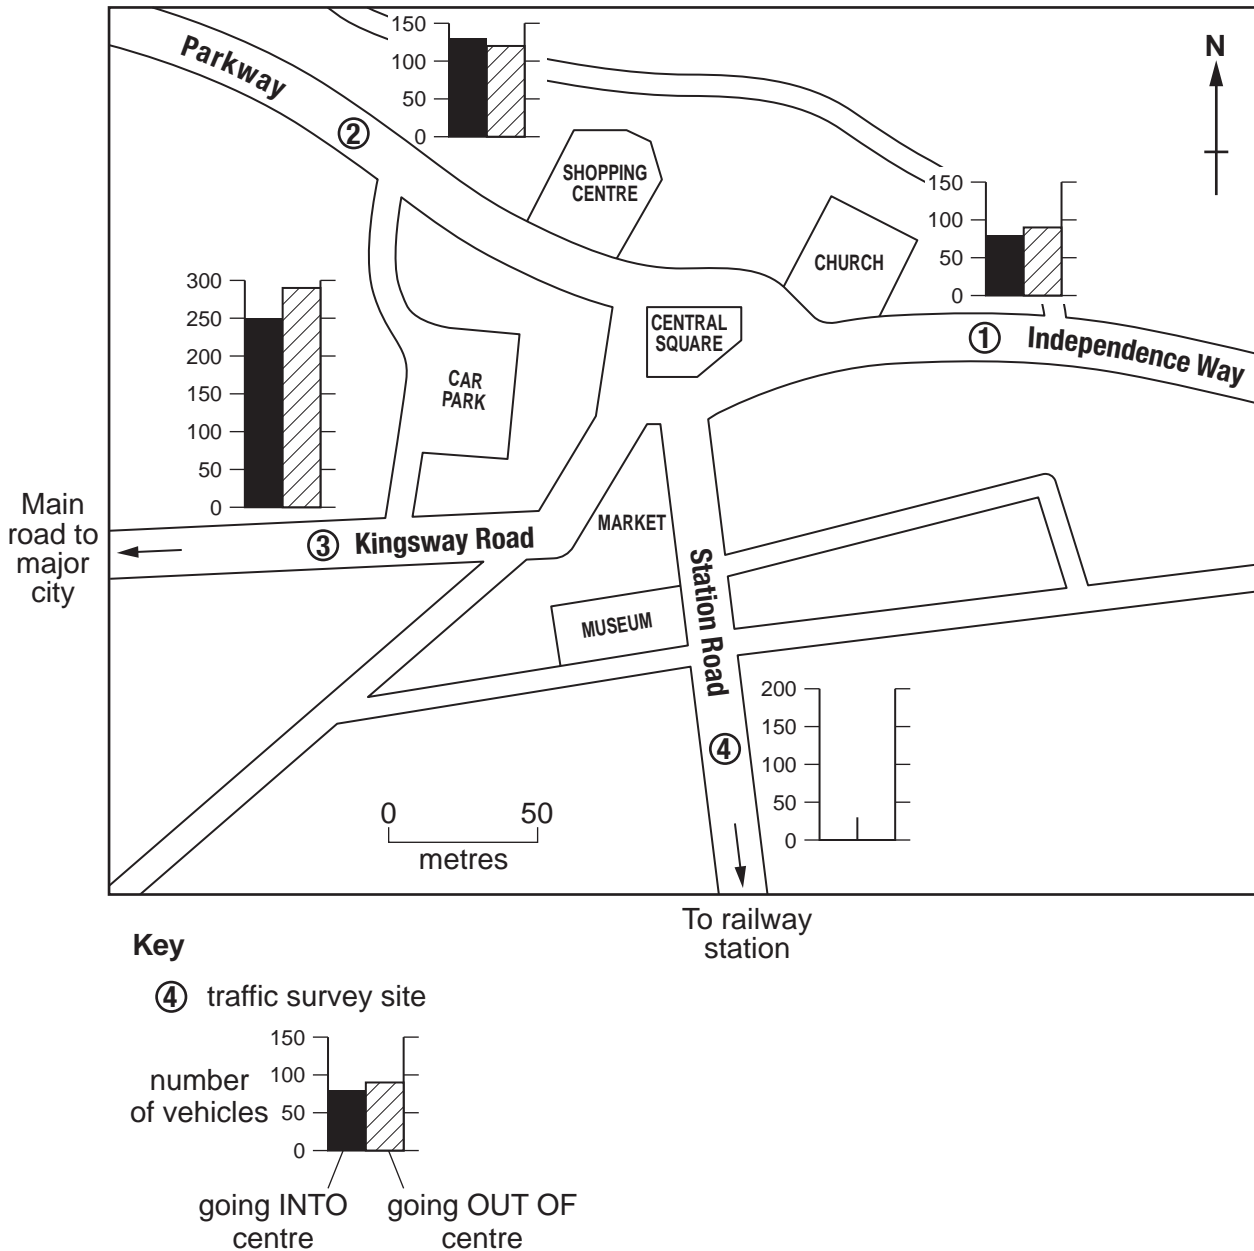 150
100
50
0
Parkway
2
N
SHOPPING
CENTRE
150
100
50
0
CHURCH
300
250
200
150
100
50
0
CENTRAL
SQUARE
1 Independence Way
CAR
PARK
Main
road to
major
city
3 Kingsway Road
MARKET
Station Road
MUSEUM
200
150
100
50
0
4
0 50
metres
To railway
station
Key
4 traffic survey site
150
100
50
0
number
of vehicles
going INTO
centre
going OUT OF
centre